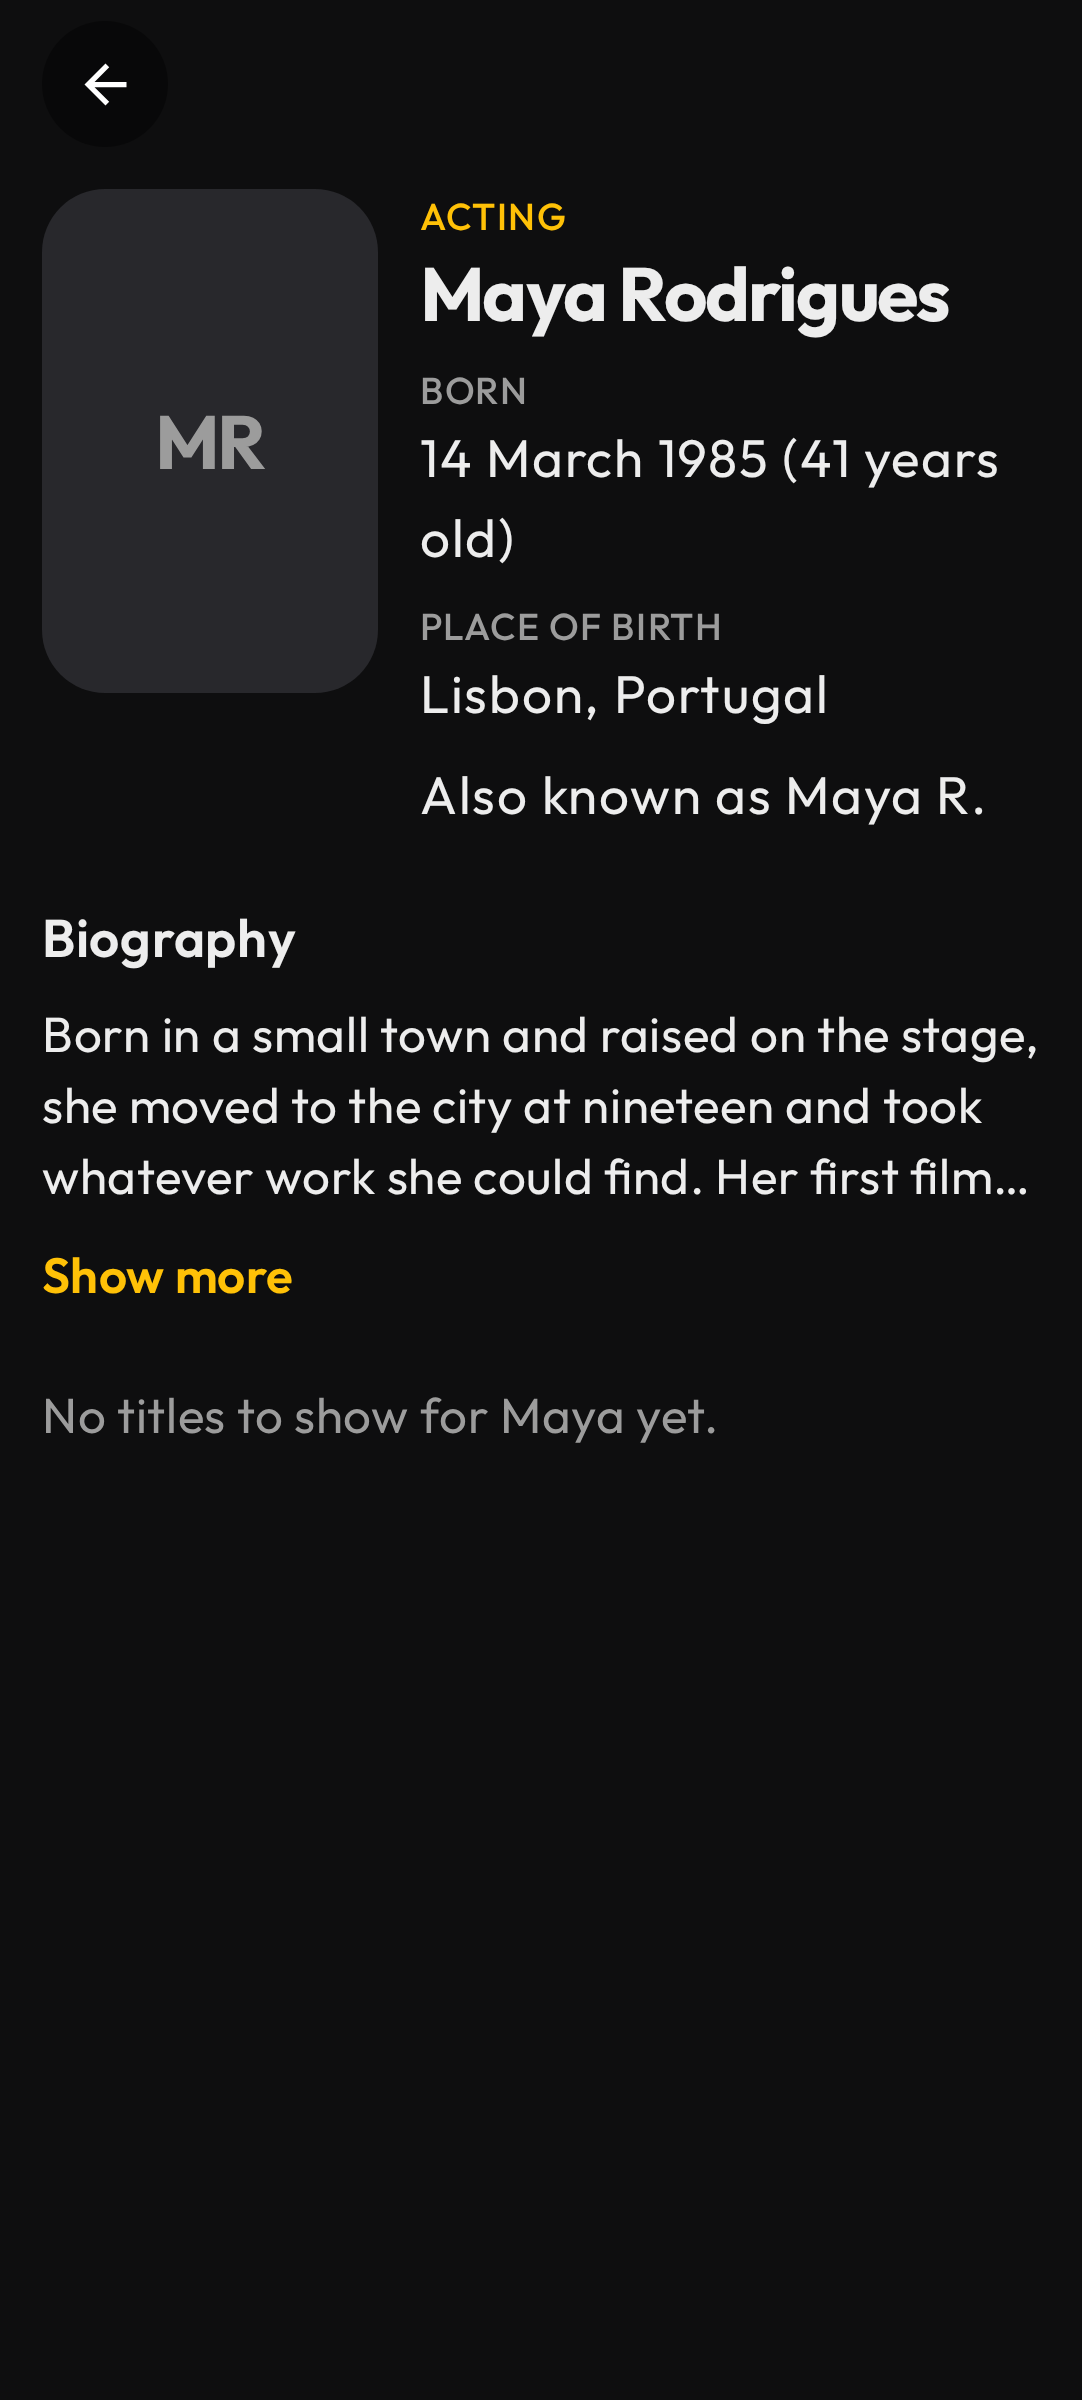 MR
ACTING
Maya Rodrigues
BORN
14 March 1985 (41 years
old)
PLACE OF BIRTH
Lisbon, Portugal
Also known as Maya R.
Biography
Born in a small town and raised on the stage,
she moved to the city at nineteen and took
whatever work she could find. Her first film…
Show more
No titles to show for Maya yet.